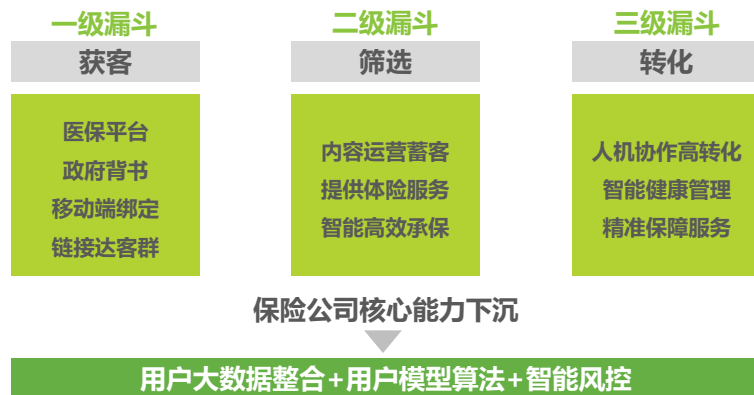 一级漏斗
获客
医保平台
政府背书
移动端绑定
链接达客群
二级漏斗
筛选
内容运营蓄客
提供体险服务
智能高效承保
三级漏斗
转化
人机协作高转化
智能健康管理
精准保障服务
保险公司核心能力下沉
用户大数据整合+用户模型算法+智能风控